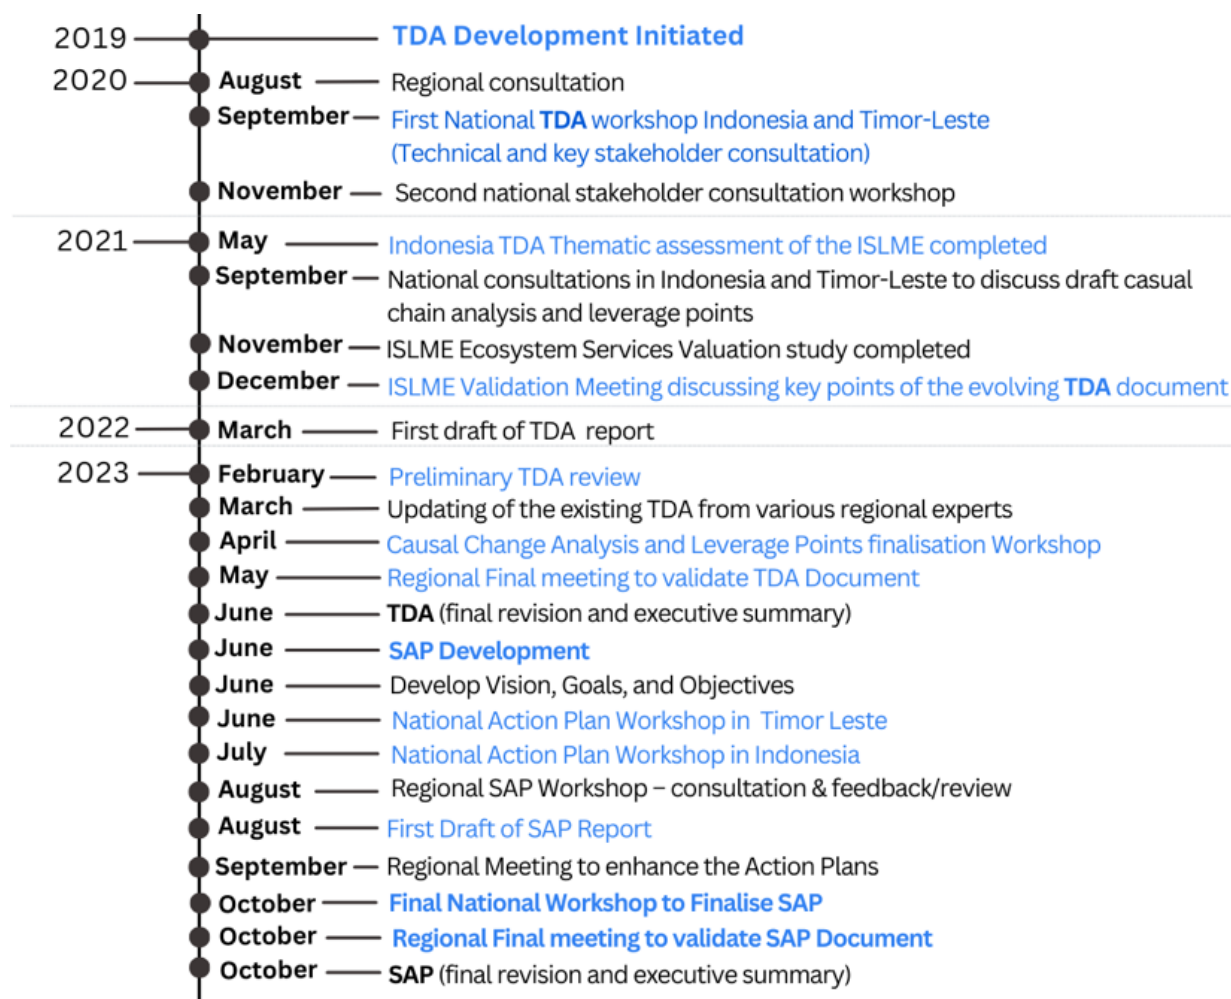 2019 TDA Development Initiated
2020 August Regional consultation
September First National TDA workshop Indonesia and Timor-Leste
(Technical and key stakeholder consultation)
November Second national stakeholder consultation workshop
2021 May Indonesia TDA Thematic assessment of the ISLME completed
September National consultations in Indonesia and Timor-Leste to discuss draft casual
chain analysis and leverage points
November ISLME Ecosystem Services Valuation study completed
December ISLME Validation Meeting discussing key points of the evolving TDA document
2022 March First draft of TDA report
2023 February Preliminary TDA review
March Updating of the existing TDA from various regional experts
April Causal Change Analysis and Leverage Points finalisation Workshop
May Regional Final meeting to validate TDA Document
June TDA (final revision and executive summary)
June SAP Development
June Develop Vision, Goals, and Objectives
June National Action Plan Workshop in Timor Leste
July National Action Plan Workshop in Indonesia
August Regional SAP Workshop – consultation & feedback/review
August First Draft of SAP Report
September Regional Meeting to enhance the Action Plans
October Final National Workshop to Finalise SAP
October Regional Final meeting to validate SAP Document
October SAP (final revision and executive summary)